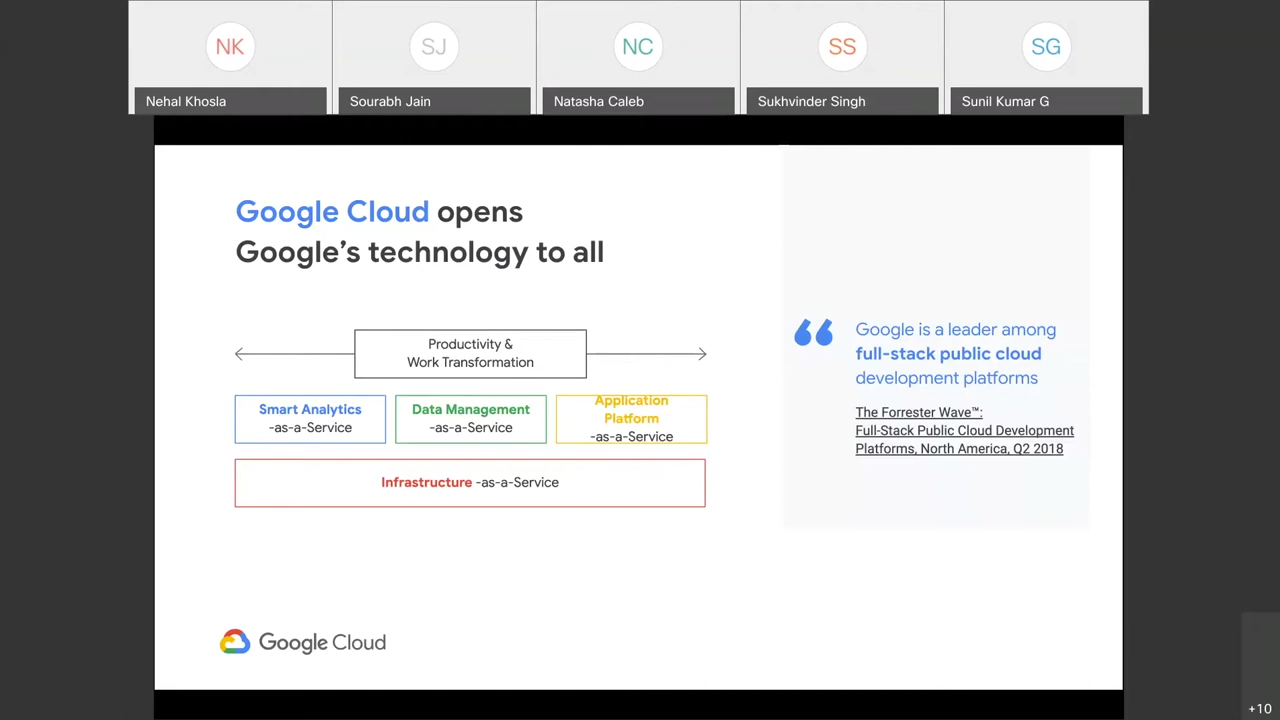 NK
SJ
NC
SS
SG
Nehal Khosla
Sourabh Jain
Natasha Caleb
Sukhvinder Singh
Sunil Kumar G
Google Cloud opens
Google's technology to all
Productivity &
Work Transformation
Smart Analytics
-as-a-Service
Data Management
-as-a-Service
Application
Platform
-as-a-Service
Infrastructure -as-a-Service
“
Google is a leader among
full-stack public cloud
development platforms
The Forrester Wave™:
Full-Stack Public Cloud Development
Platforms, North America, Q2 2018
Google Cloud
+10